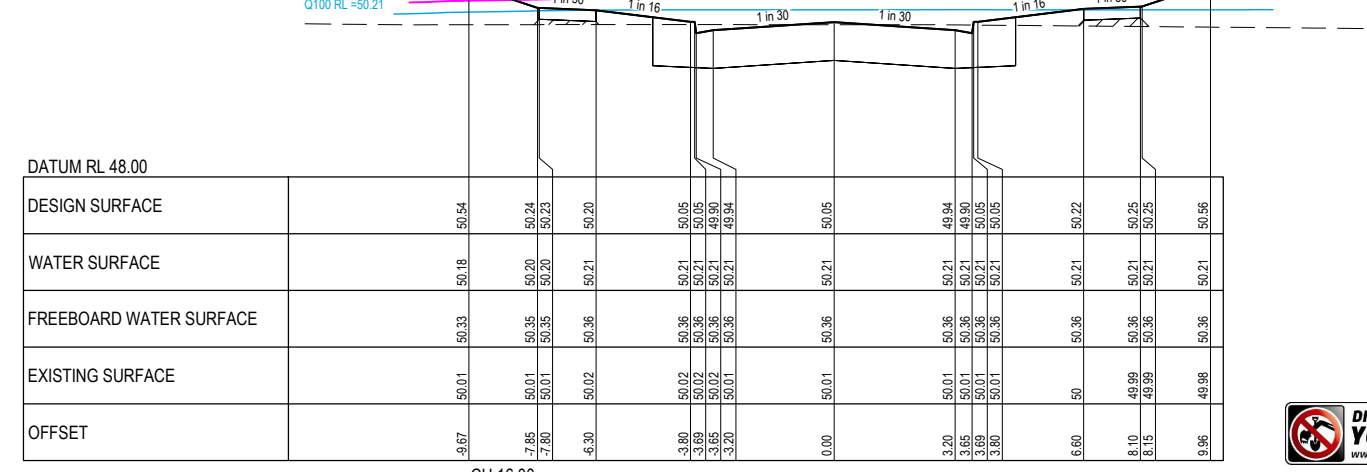 Q100 RL =50.21
1 in 16
1 in 30
1 in 30
1 in 16
DATUM RL 48.00
DESIGN SURFACE 50.54 50.24 50.23 50.20 50.05 50.05 49.90 49.94 50.05 49.94 49.90 50.05 50.05 50.22 50.25 50.25 50.56
WATER SURFACE 50.18 50.20 50.20 50.21 50.21 50.21 50.21 50.21 50.21 50.21 50.21 50.21 50.21 50.21 50.21 50.21 50.21
FREEBOARD WATER SURFACE 50.33 50.35 50.35 50.36 50.36 50.36 50.36 50.36 50.36 50.36 50.36 50.36 50.36 50.36 50.36 50.36 50.36
EXISTING SURFACE 50.01 50.01 50.01 50.02 50.02 50.02 50.02 50.01 50.01 50.01 50.01 50.01 50.01 50 49.99 49.99 49.98
OFFSET -9.67 -7.85 -7.80 -6.30 -3.80 -3.69 -3.65 -3.20 0.00 3.20 3.65 3.69 3.80 6.60 8.10 8.15 9.96